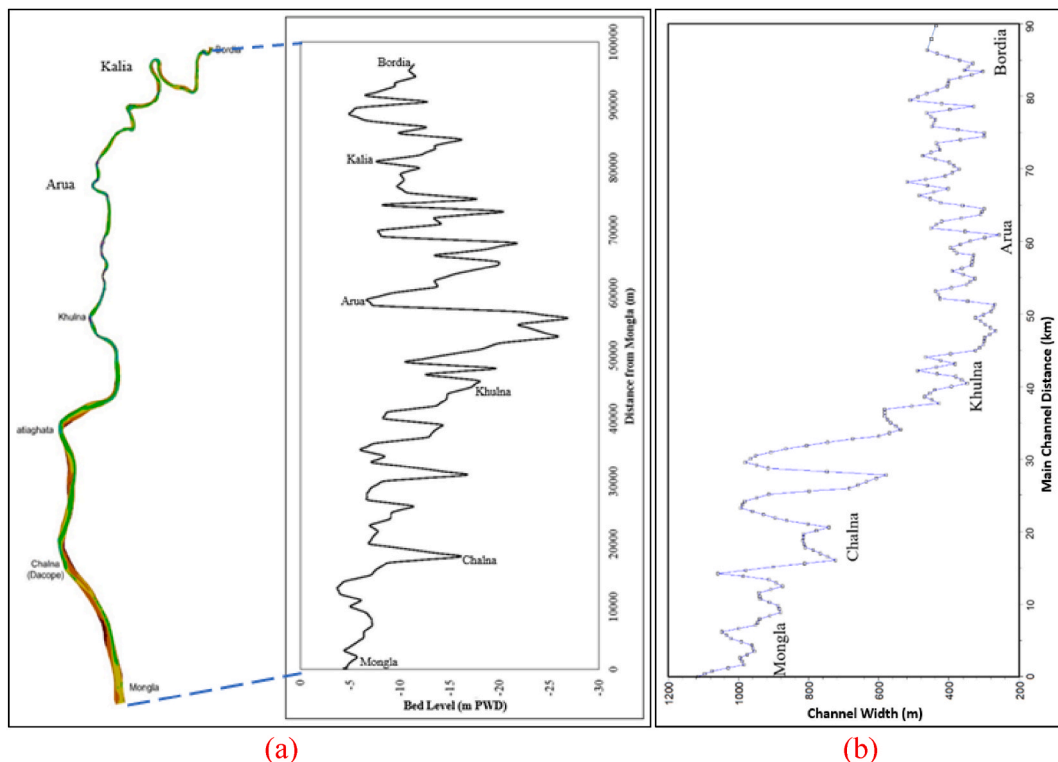 Bordia
Kalia
Arua
Khulna
atiaghata
Chalna
(Dacope)
Mongla
Bordia
Kalia
Arua
Khulna
Chalna
Mongla
0
-5
-10
-15
-20
-25
-30
Bed Level (m PWD)
0
10000
20000
30000
40000
50000
60000
70000
80000
90000
100000
Distance from Mongla (m)
(a)
Bordia
Arua
Khulna
Chalna
Mongla
1200
1000
800
600
400
200
Channel Width (m)
0
10
20
30
40
50
60
70
80
90
Main Channel Distance (km)
(b)